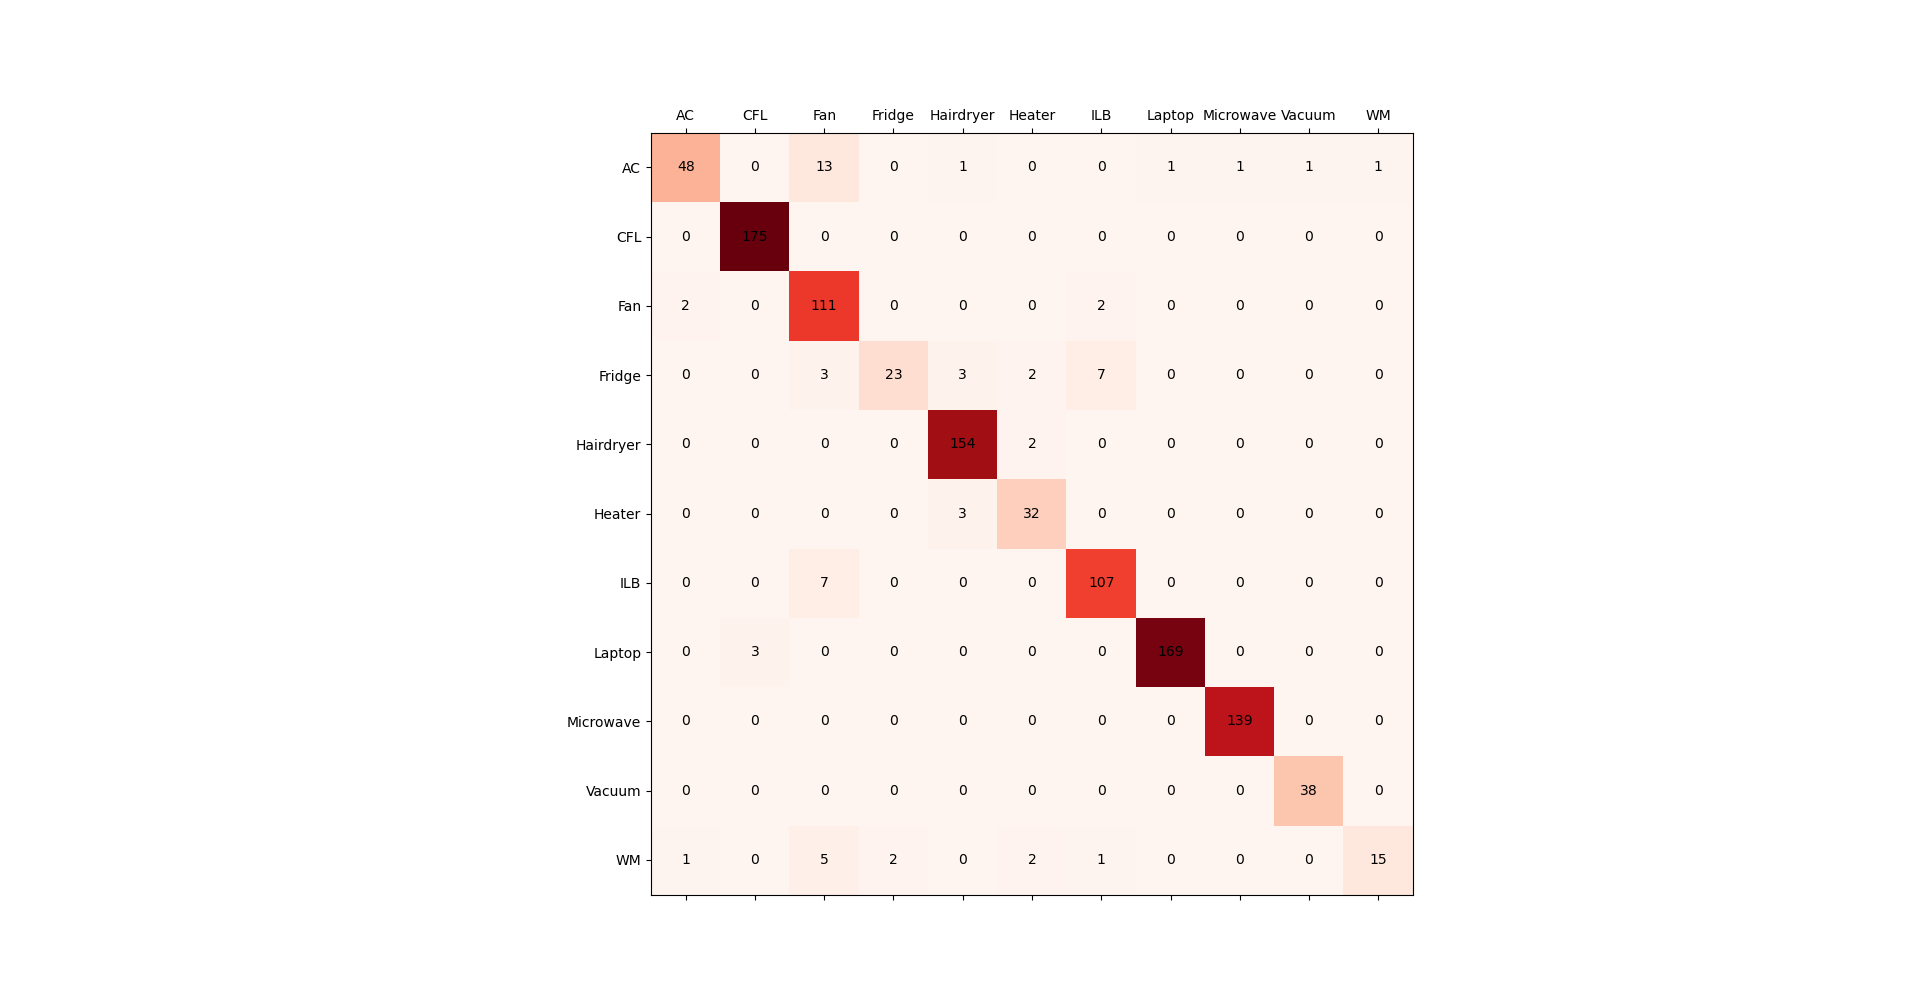 AC CFL Fan Fridge Hairdryer Heater ILB Laptop Microwave Vacuum WM
AC 48 0 13 0 1 0 0 1 1 1 1
CFL 0 175 0 0 0 0 0 0 0 0 0
Fan 2 0 111 0 0 0 2 0 0 0 0
Fridge 0 0 3 23 3 2 7 0 0 0 0
Hairdryer 0 0 0 0 154 2 0 0 0 0 0
Heater 0 0 0 0 3 32 0 0 0 0 0
ILB 0 0 7 0 0 0 107 0 0 0 0
Laptop 0 3 0 0 0 0 0 169 0 0 0
Microwave 0 0 0 0 0 0 0 0 139 0 0
Vacuum 0 0 0 0 0 0 0 0 0 38 0
WM 1 0 5 2 0 2 1 0 0 0 15